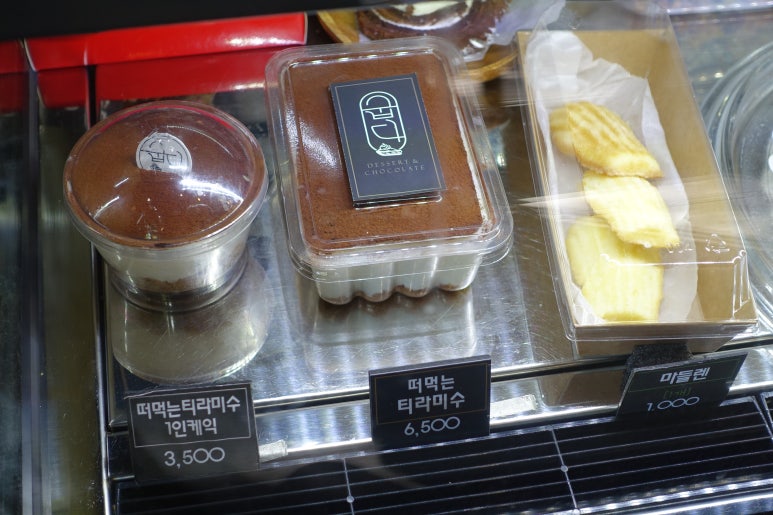 DESSERT &
CHOCOLATE
떠먹는티라미수
1인케익
3,500
떠먹는
티라미수
6,500
마들렌
1,000